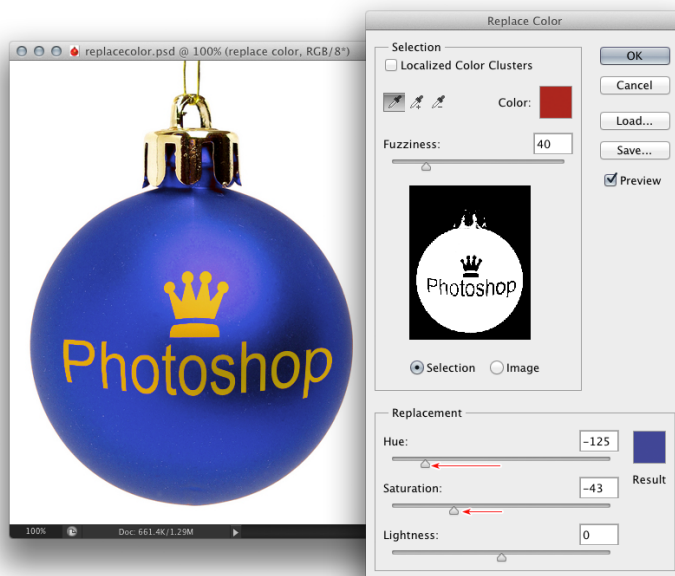 replacecolor.psd @ 100% (replace color, RGB/8*)
Photoshop
100%
Doc: 661.4K/1.29M
Replace Color
Selection
Localized Color Clusters
Color:
Fuzziness:
40
Photoshop
Selection
Image
OK
Cancel
Load...
Save...
Preview
Replacement
Hue:
-125
Saturation:
-43
Lightness:
0
Result